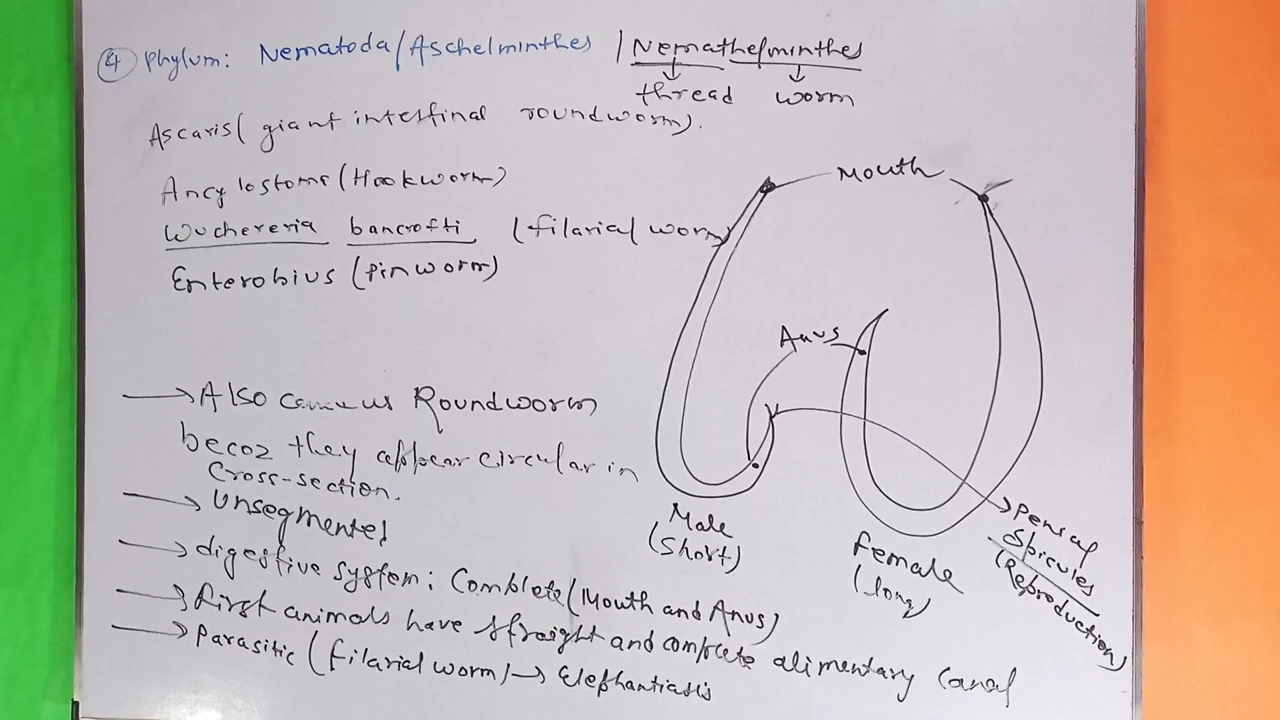 ④ Phylum: Nematoda/Aschelminthes / Nemathelminthes
thread worm
Ascaris( giant intestinal roundworm).
Ancylostoma (Hookworm)
Wuchereria bancrofti (filarial worm)
Enterobius (Pinworm)
Mouth
Anus
Male
(Short)
Female
(long)
Penial
Spicules
(Reproduction)
→ Also Roundworm
becoz they appear circular in
Cross-section.
→ Unsegmented
→ digestive system: Complete (Mouth and Anus)
→ first animals have straight and complete alimentary Canal
→ Parasitic (filarial worm) → Elephantiasis